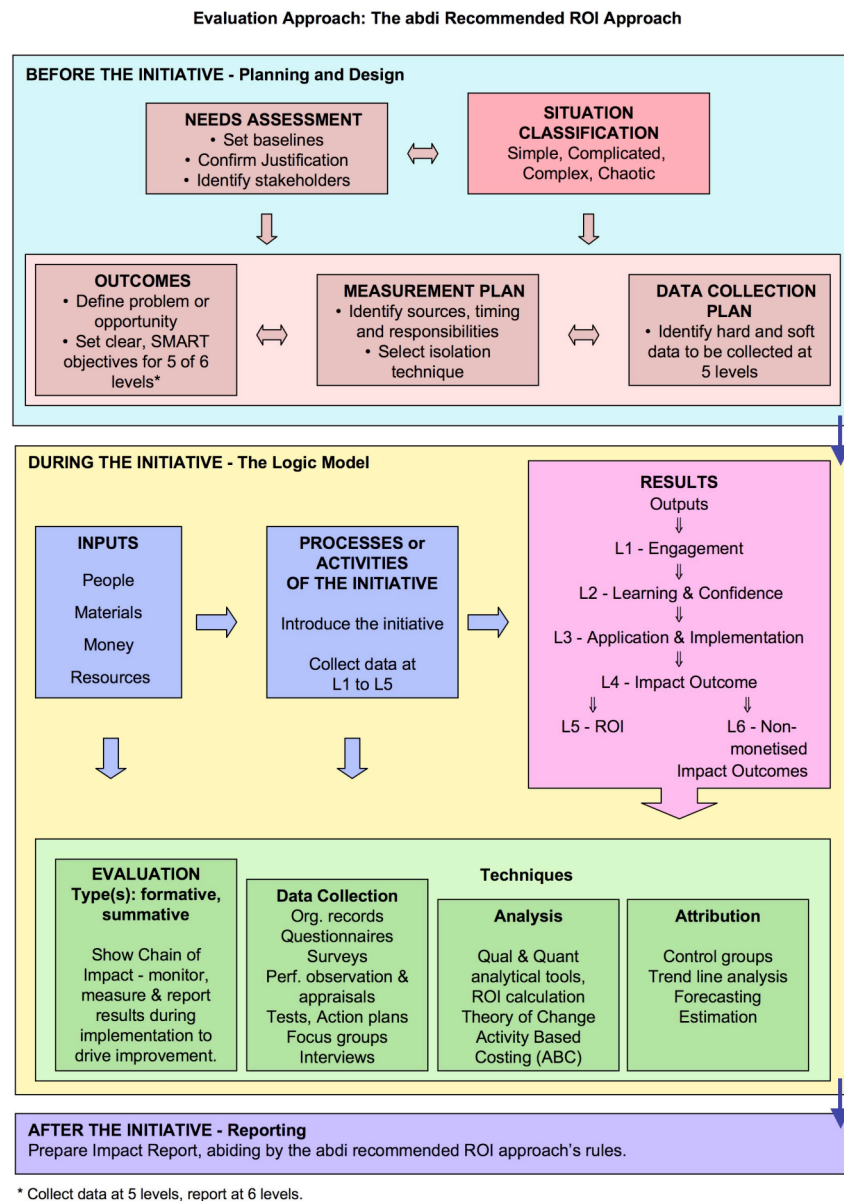 Evaluation Approach: The abdi Recommended ROI Approach
BEFORE THE INITIATIVE - Planning and Design
NEEDS ASSESSMENT
• Set baselines
• Confirm Justification
• Identify stakeholders
SITUATION
CLASSIFICATION
Simple, Complicated,
Complex, Chaotic
OUTCOMES
• Define problem or
opportunity
• Set clear, SMART
objectives for 5 of 6
levels*
MEASUREMENT PLAN
• Identify sources, timing
and responsibilities
• Select isolation
technique
DATA COLLECTION
PLAN
• Identify hard and soft
data to be collected at
5 levels
DURING THE INITIATIVE - The Logic Model
INPUTS
People
Materials
Money
Resources
PROCESSES or
ACTIVITIES
OF THE INITIATIVE
Introduce the initiative
Collect data at
L1 to L5
RESULTS
Outputs
⇓
L1 - Engagement
⇓
L2 - Learning & Confidence
⇓
L3 - Application & Implementation
⇓
L4 - Impact Outcome
⇓ ⇓
L5 - ROI L6 - Non-
monetised
Impact Outcomes
EVALUATION
Type(s): formative,
summative
Show Chain of
Impact - monitor,
measure & report
results during
implementation to
drive improvement.
Techniques
Data Collection
Org. records
Questionnaires
Surveys
Perf. observation &
appraisals
Tests, Action plans
Focus groups
Interviews
Analysis
Qual & Quant
analytical tools,
ROI calculation
Theory of Change
Activity Based
Costing (ABC)
Attribution
Control groups
Trend line analysis
Forecasting
Estimation
AFTER THE INITIATIVE - Reporting
Prepare Impact Report, abiding by the abdi recommended ROI approach's rules.
* Collect data at 5 levels, report at 6 levels.